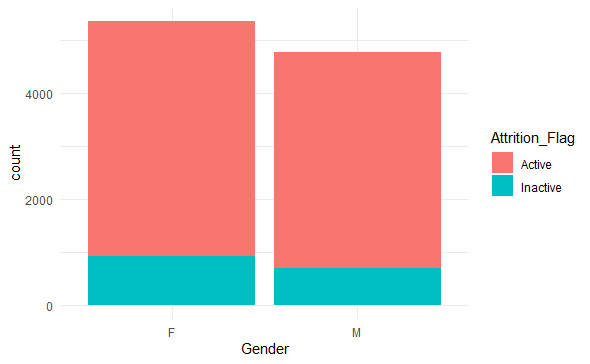 count
4000
2000
0
F
M
Gender
Attrition_Flag
Active
Inactive